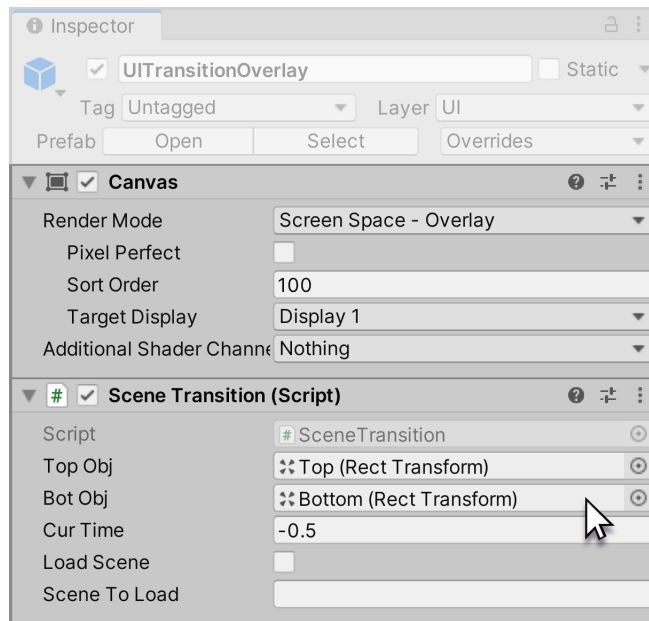 Inspector
UITransitionOverlay Static
Tag Untagged Layer UI
Prefab Open Select Overrides
Canvas
Render Mode Screen Space - Overlay
Pixel Perfect
Sort Order 100
Target Display Display 1
Additional Shader Channe Nothing
# Scene Transition (Script)
Script # SceneTransition
Top Obj Top (Rect Transform)
Bot Obj Bottom (Rect Transform)
Cur Time -0.5
Load Scene
Scene To Load